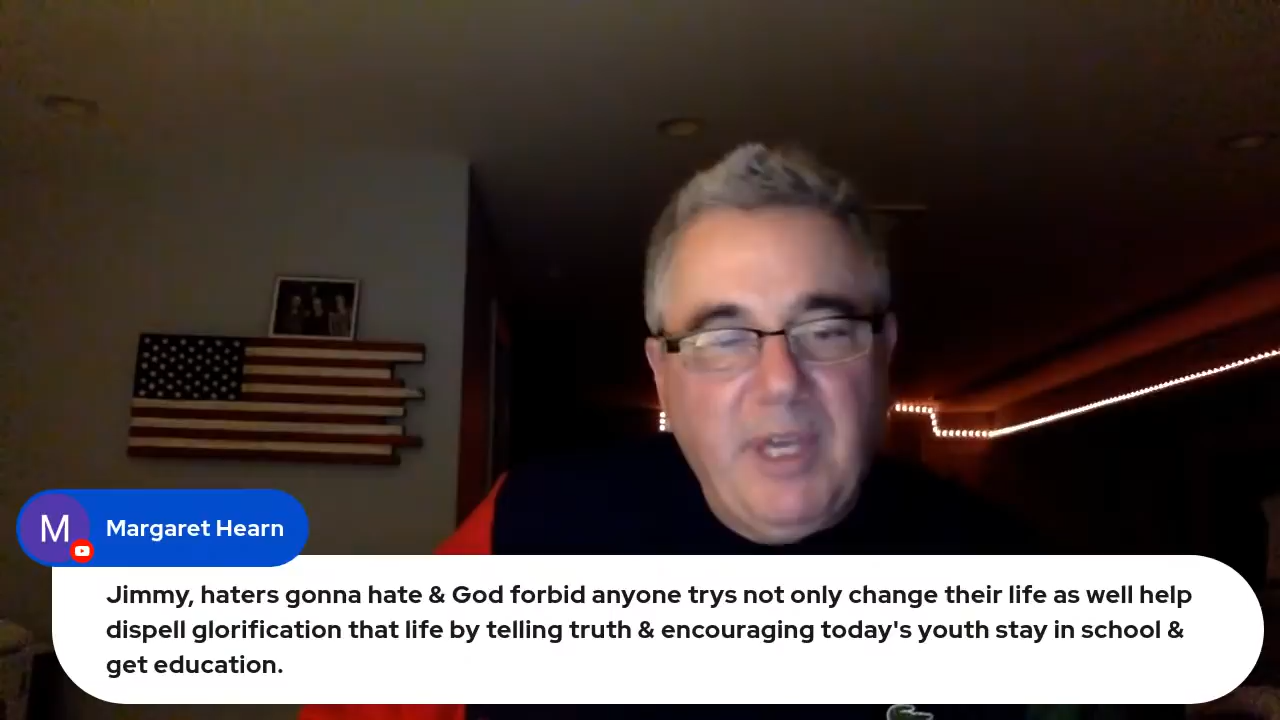 M
Margaret Hearn
Jimmy, haters gonna hate & God forbid anyone trys not only change their life as well help
dispell glorification that life by telling truth & encouraging today's youth stay in school &
get education.